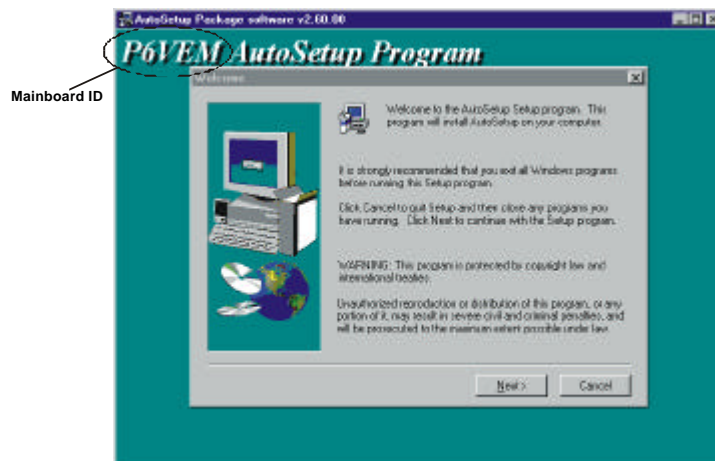 AutoSetup Package software v2.60.00
P6VEM AutoSetup Program
Mainboard ID
Welcome
Welcome to the AutoSetup Setup program. This
program will install AutoSetup on your computer.
It is strongly recommended that you exit all Windows programs
before running this Setup program.
Click Cancel to quit Setup and then close any programs you
have running. Click Next to continue with the Setup program.
WARNING: This program is protected by copyright law and
international treaties.
Unauthorized reproduction or distribution of this program, or any
portion of it, may result in severe civil and criminal penalties, and
will be prosecuted to the maximum extent possible under law.
Next >
Cancel